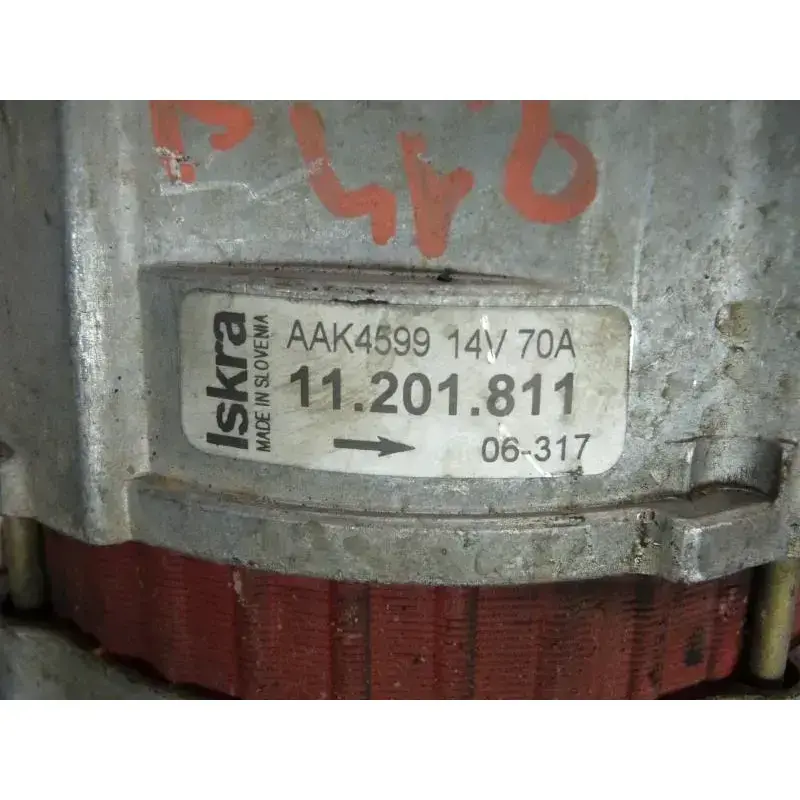 Iskra
MADE IN SLOVENIA
AAK4599 14V 70A
11.201.811
06-317